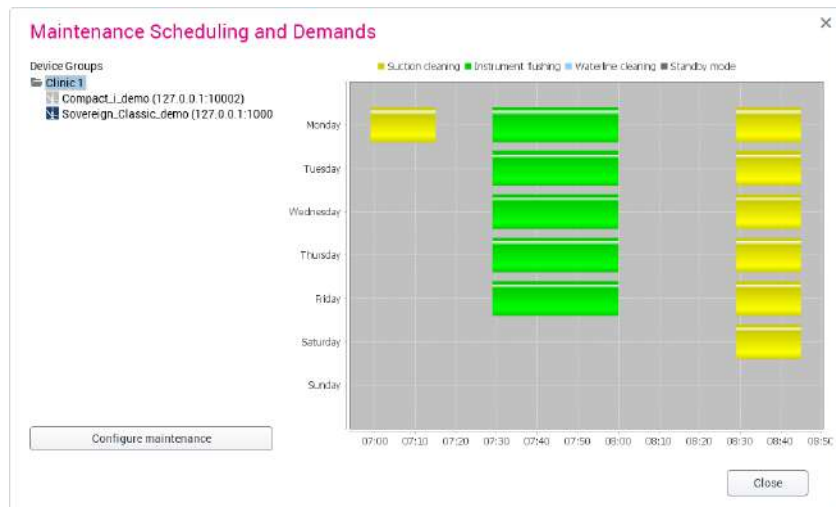 Maintenance Scheduling and Demands
Device Groups
Clinic 1
Compact_i_demo (127.0.0.1:10002)
Sovereign_Classic_demo (127.0.0.1:1000
Suction cleaning Instrument flushing Waterline cleaning Standby mode
Monday
Tuesday
Wednesday
Thursday
Friday
Saturday
Sunday
07:00 07:10 07:20 07:30 07:40 07:50 08:00 08:10 08:20 08:30 08:40 08:50
Configure maintenance
Close